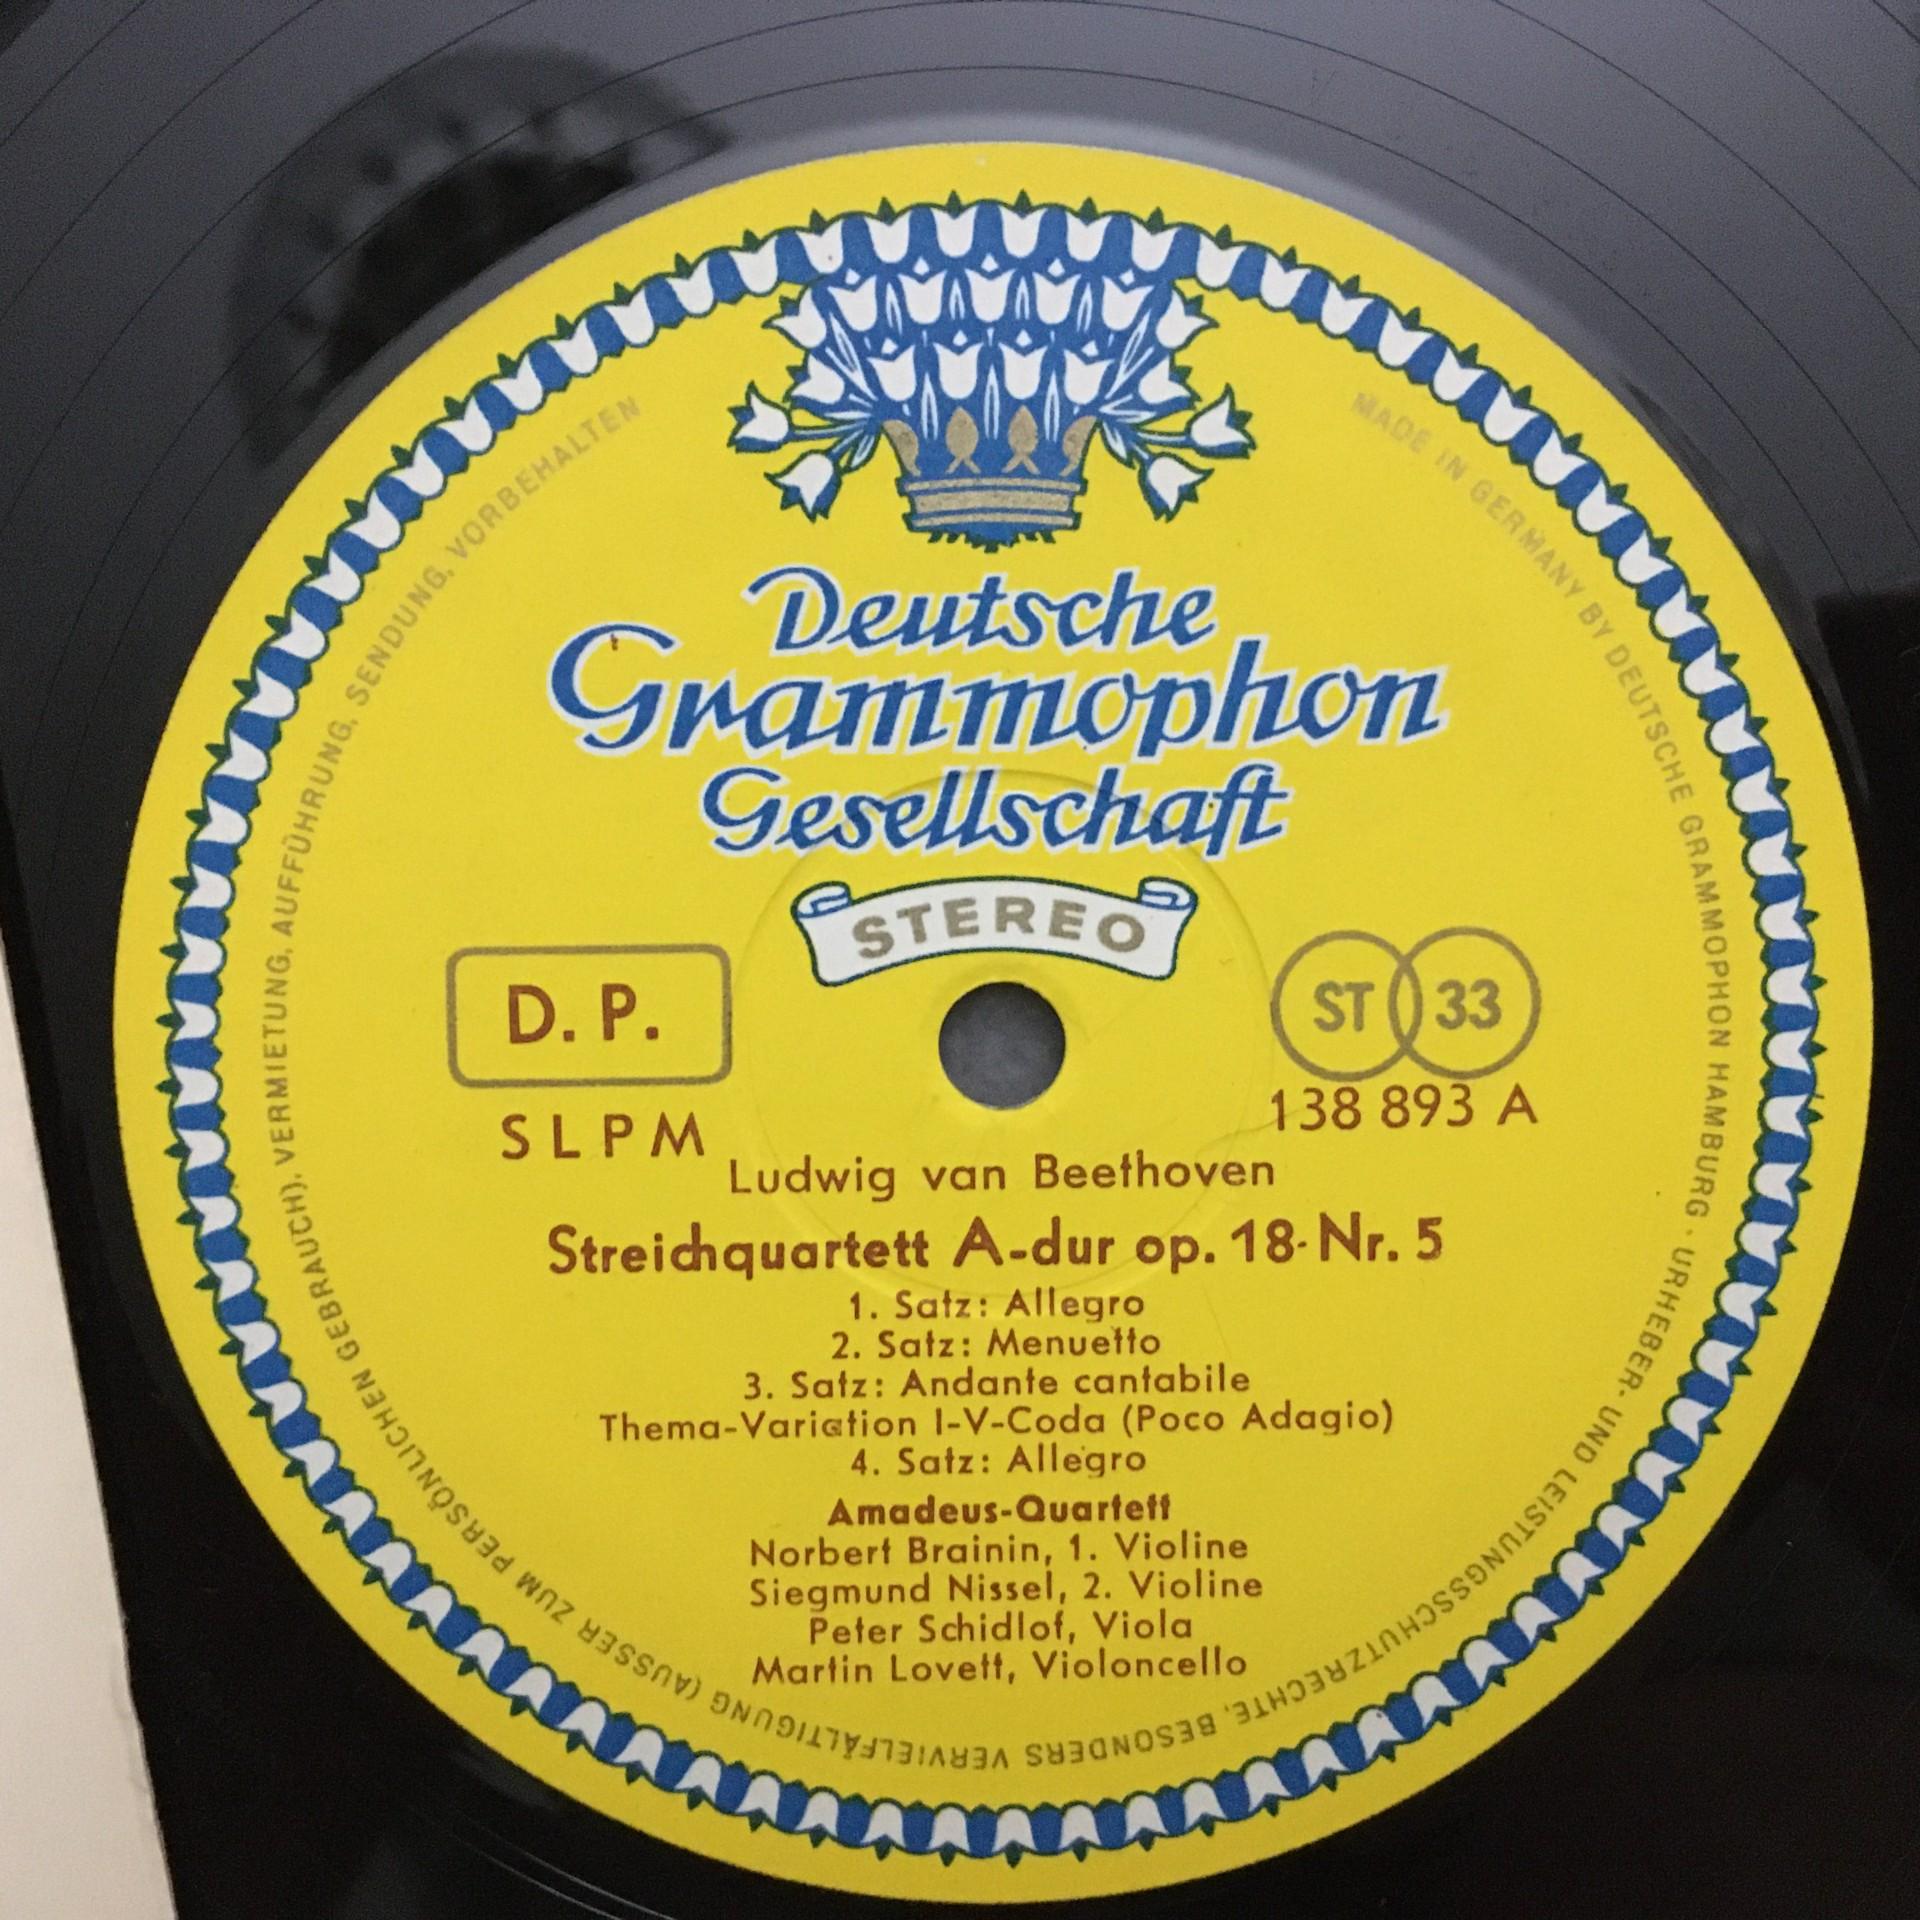 Deutsche
Grammophon
Gesellschaft
STEREO
D. P.
ST 33
SLPM
138 893 A
Ludwig van Beethoven
Streichquartett A-dur op. 18 · Nr. 5
1. Satz: Allegro
2. Satz: Menuetto
3. Satz: Andante cantabile
Thema-Variation I-V-Coda (Poco Adagio)
4. Satz: Allegro
Amadeus-Quartett
Norbert Brainin, 1. Violine
Siegmund Nissel, 2. Violine
Peter Schidlof, Viola
Martin Lovett, Violoncello
MADE IN GERMANY BY DEUTSCHE GRAMMOPHON HAMBURG · URHEBER- UND LEISTUNGSSCHUTZRECHTE, BESONDERS VERVIELFÄLTIGUNG (AUSSER ZUM PERSÖNLICHEN GEBRAUCH), VERMIETUNG, AUFFÜHRUNG, SENDUNG, VORBEHALTEN